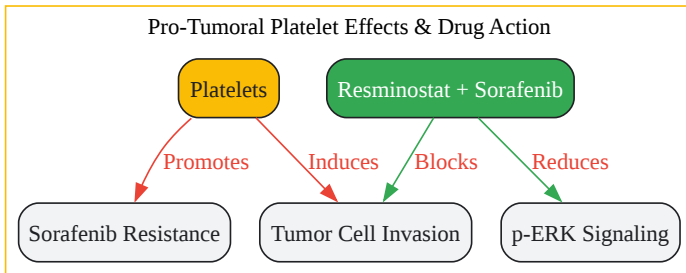 Pro-Tumoral Platelet Effects & Drug Action
Platelets
Resminostat + Sorafenib
Promotes
Induces
Blocks
Reduces
Sorafenib Resistance
Tumor Cell Invasion
p-ERK Signaling